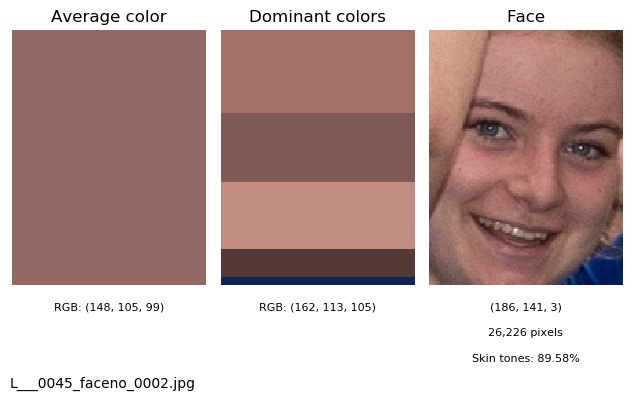 Average color
Dominant colors
Face
RGB: (148, 105, 99)
RGB: (162, 113, 105)
(186, 141, 3)
26,226 pixels
Skin tones: 89.58%
L___0045_faceno_0002.jpg